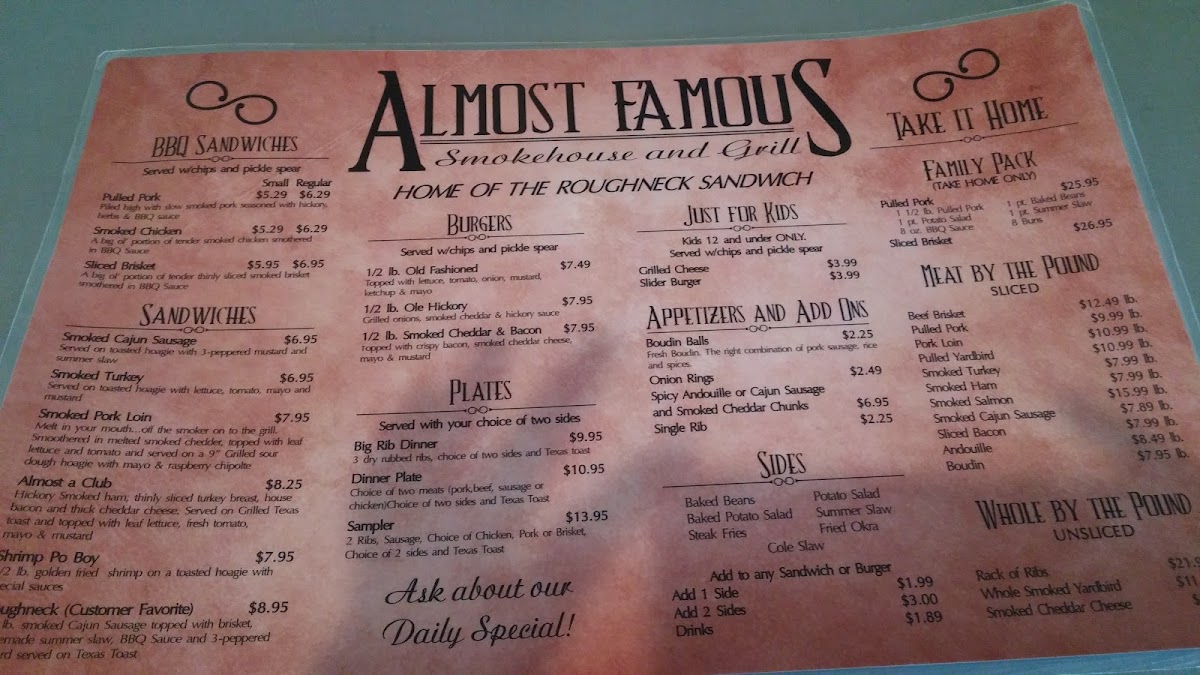 ALMOST FAMOUS
Smokehouse and Grill
HOME OF THE ROUGHNECK SANDWICH
BBQ SANDWICHES
Served w/chips and pickle spear
Small Regular
Pulled Pork $5.29 $6.29
Piled high with slow smoked pork seasoned with hickory,
herbs & BBQ sauce
Smoked Chicken $5.29 $6.29
A big ol' portion of tender smoked chicken smothered
in BBQ Sauce
Sliced Brisket $5.95 $6.95
A big ol' portion of tender thinly sliced smoked brisket
smothered in BBQ Sauce
SANDWICHES
Smoked Cajun Sausage $6.95
Served on toasted hoagie with 3-peppered mustard and
summer slaw
Smoked Turkey $6.95
Served on toasted hoagie with lettuce, tomato, mayo and
mustard
Smoked Pork Loin $7.95
Melt in your mouth...off the smoker on to the grill.
Smoothered in melted smoked chedder, topped with leaf
lettuce and tomato and served on a 9" Grilled sour
dough hoagie with mayo & raspberry chipolte
Almost a Club $8.25
Hickory Smoked ham, thinly sliced turkey breast, house
bacon and thick cheddar cheese. Served on Grilled Texas
toast and topped with leaf lettuce, fresh tomato,
mayo & mustard
Shrimp Po Boy $7.95
/2 lb. golden fried shrimp on a toasted hoagie with
ecial sauces
oughneck (Customer Favorite) $8.95
lb. smoked Cajun Sausage topped with brisket,
emade summer slaw, BBQ Sauce and 3-peppered
rd served on Texas Toast
BURGERS
Served w/chips and pickle spear
1/2 lb. Old Fashioned $7.49
Topped with lettuce, tomato, onion, mustard,
ketchup & mayo
1/2 lb. Ole Hickory $7.95
Grilled onions, smoked cheddar & hickory sauce
1/2 lb. Smoked Cheddar & Bacon $7.95
Topped with crispy bacon, smoked cheddar cheese,
mayo & mustard
PLATES
Served with your choice of two sides
Big Rib Dinner $9.95
3 dry rubbed ribs, choice of two sides and Texas toast
Dinner Plate $10.95
Choice of two meats (pork,beef, sausage or
chicken)Choice of two sides and Texas Toast
Sampler $13.95
2 Ribs, Sausage, Choice of Chicken, Pork or Brisket,
Choice of 2 sides and Texas Toast
Ask about our
Daily Special!
JUST FOR KIDS
Kids 12 and under ONLY.
Served w/chips and pickle spear
Grilled Cheese $3.99
Slider Burger $3.99
APPETIZERS AND ADD ONS
Boudin Balls $2.25
Fresh Boudin. The right combination of pork sausage, rice
and spices.
Onion Rings $2.49
Spicy Andouille or Cajun Sausage
and Smoked Cheddar Chunks $6.95
Single Rib $2.25
SIDES
Baked Beans Potato Salad
Baked Potato Salad Summer Slaw
Steak Fries Fried Okra
Cole Slaw
Add to any Sandwich or Burger
Add 1 Side $1.99
Add 2 Sides $3.00
Drinks $1.89
TAKE IT HOME
FAMILY PACK
(TAKE HOME ONLY)
Pulled Pork $25.95
1 1/2 lb. Pulled Pork 1 pt. Baked Beans
1 pt. Potato Salad 1 pt. Summer Slaw
8 oz. BBQ Sauce 8 Buns
Sliced Brisket $26.95
MEAT BY THE POUND
SLICED
Beef Brisket $12.49 lb.
Pulled Pork $9.99 lb.
Pork Loin $10.99 lb.
Pulled Yardbird $10.99 lb.
Smoked Turkey $7.99 lb.
Smoked Ham $7.99 lb.
Smoked Salmon $15.99 lb.
Smoked Cajun Sausage $7.89 lb.
Sliced Bacon $7.99 lb.
Andouille $8.49 lb.
Boudin $7.95 lb.
WHOLE BY THE POUND
UNSLICED
Rack of Ribs $21.9
Whole Smoked Yardbird $11
Smoked Cheddar Cheese $